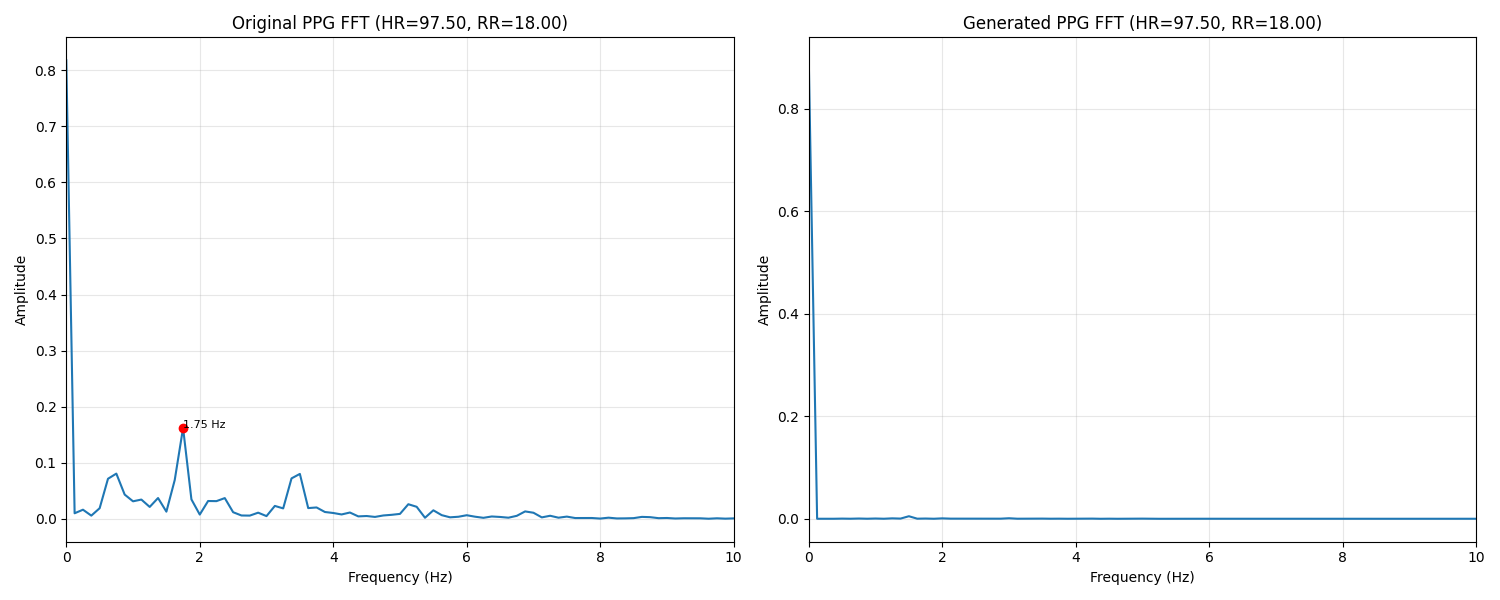 Original PPG FFT (HR=97.50, RR=18.00)
0.8
0.7
0.6
0.5
0.4
0.3
0.2
0.1
0.0
Amplitude
1.75 Hz
0 2 4 6 8 10
Frequency (Hz)
Generated PPG FFT (HR=97.50, RR=18.00)
0.8
0.6
0.4
0.2
0.0
Amplitude
0 2 4 6 8 10
Frequency (Hz)